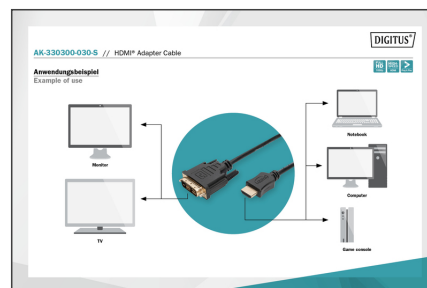 DIGITUS®
AK-330300-030-S // HDMI® Adapter Cable
Anwendungsbeispiel
Example of use
Monitor
TV
Notebook
Computer
Game console